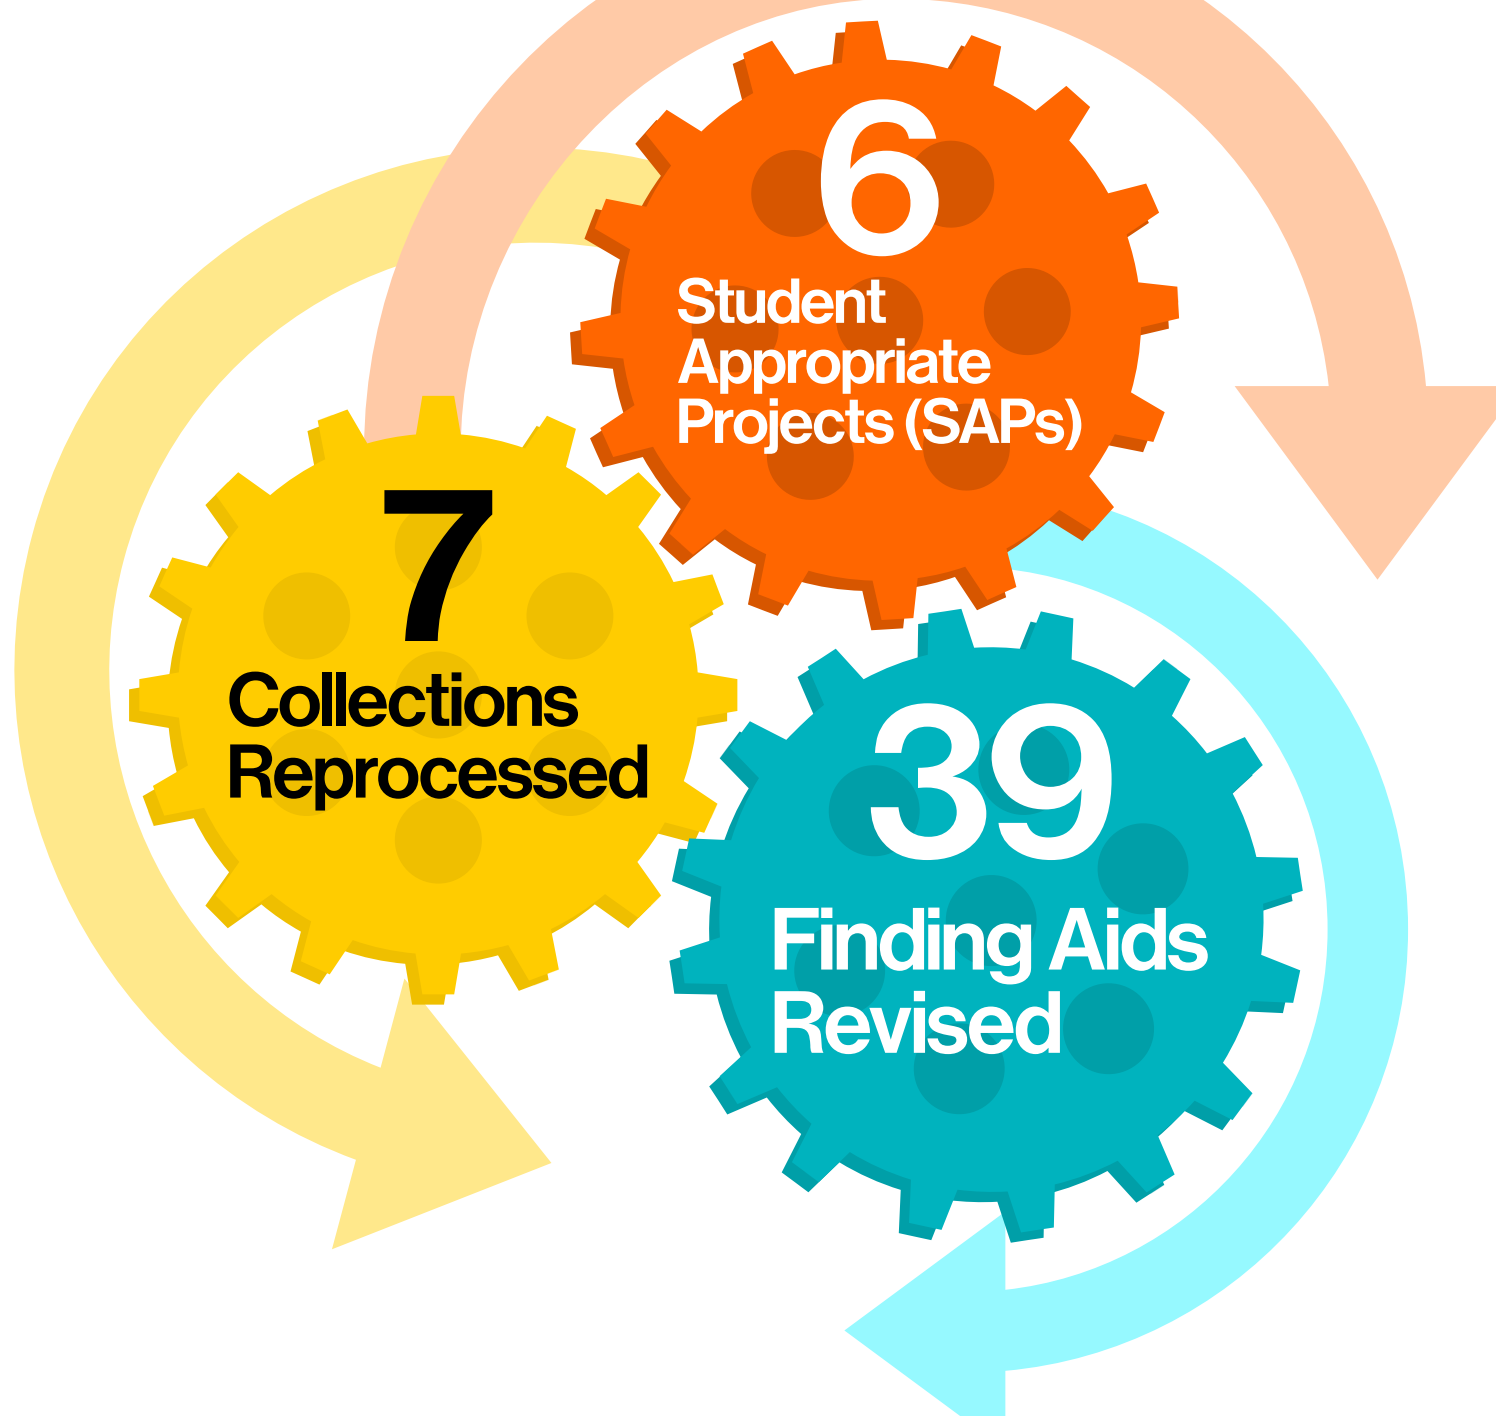 6
Student
Appropriate
Projects (SAPs)
7
Collections
Reprocessed
39
Finding Aids
Revised